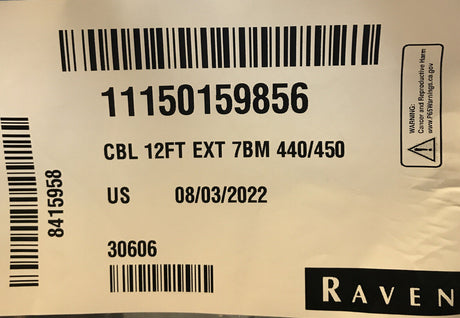 11150159856
CBL 12FT EXT 7BM 440/450
US 08/03/2022
30606
8415958
WARNING:
Cancer and Reproductive Harm
www.P65Warnings.ca.gov
RAVEN